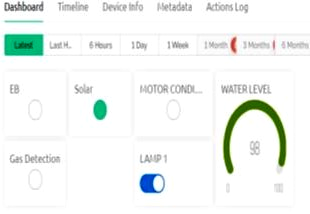 Dashboard Timeline Device Info Metadata Actions Log
Latest Last H.. 6 Hours 1 Day 1 Week 1 Month 3 Months 6 Months
EB Solar MOTOR CONDI... WATER LEVEL
98
0 100
Gas Detection LAMP 1